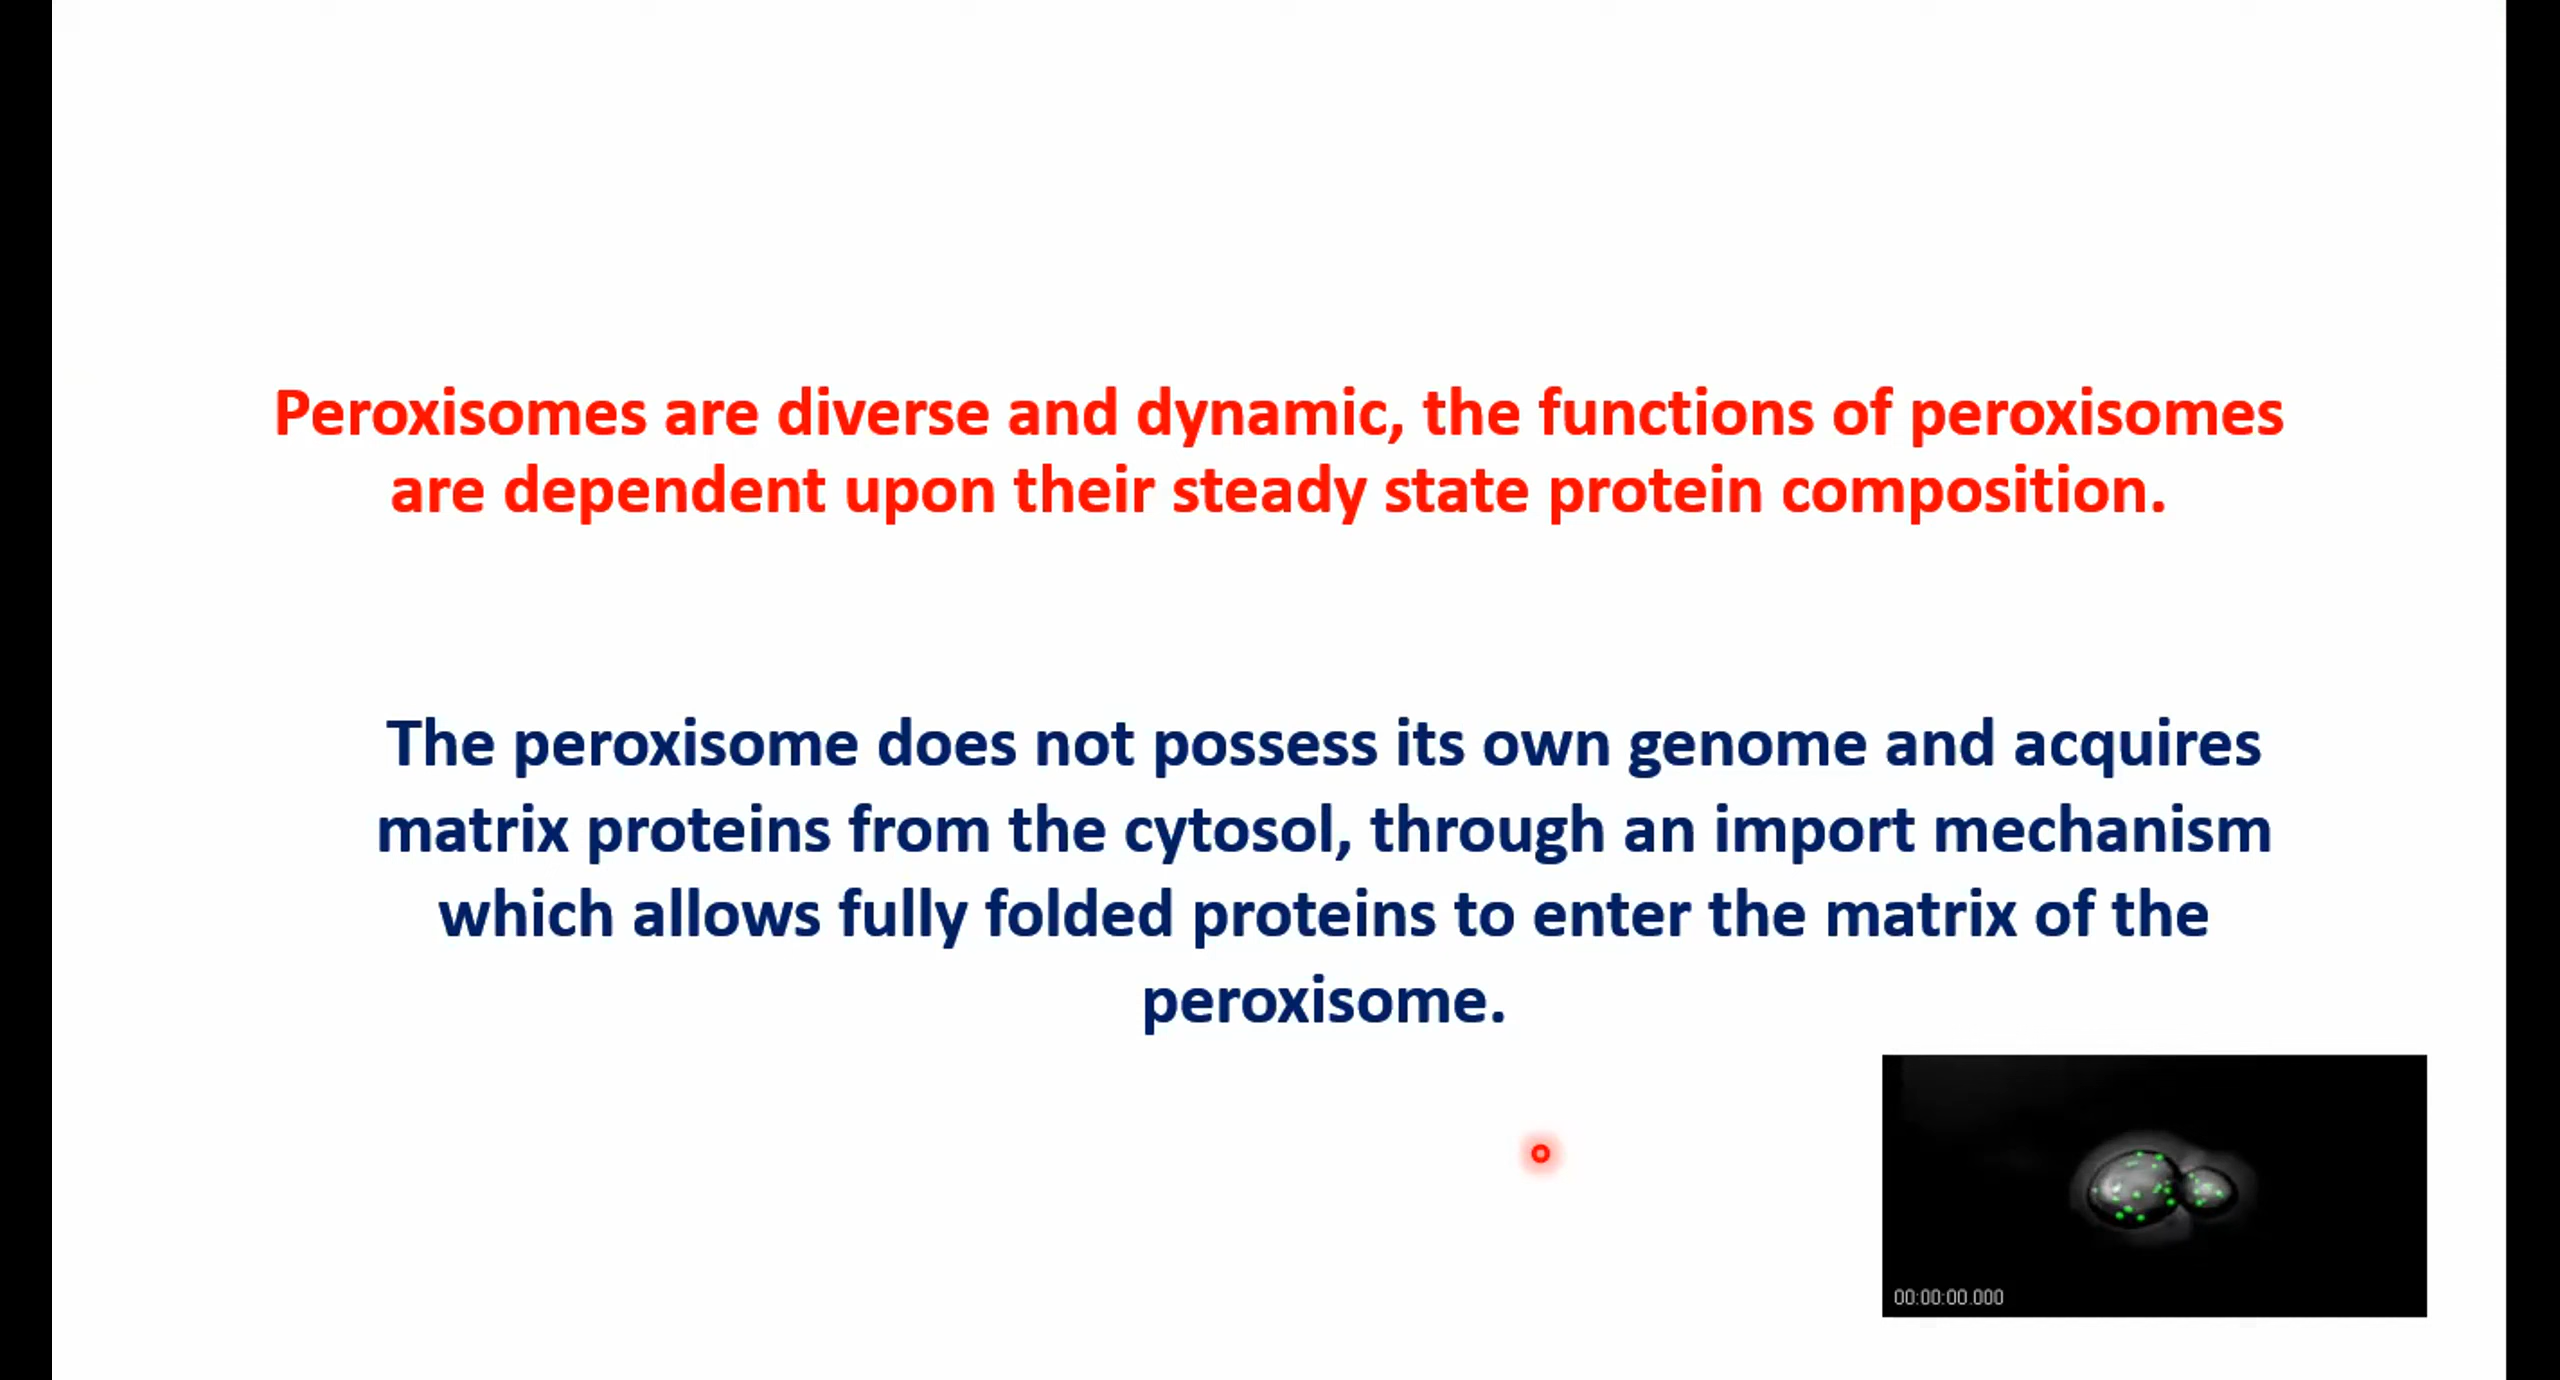 Peroxisomes are diverse and dynamic, the functions of peroxisomes
are dependent upon their steady state protein composition.
The peroxisome does not possess its own genome and acquires
matrix proteins from the cytosol, through an import mechanism
which allows fully folded proteins to enter the matrix of the
peroxisome.
00:00:00.000